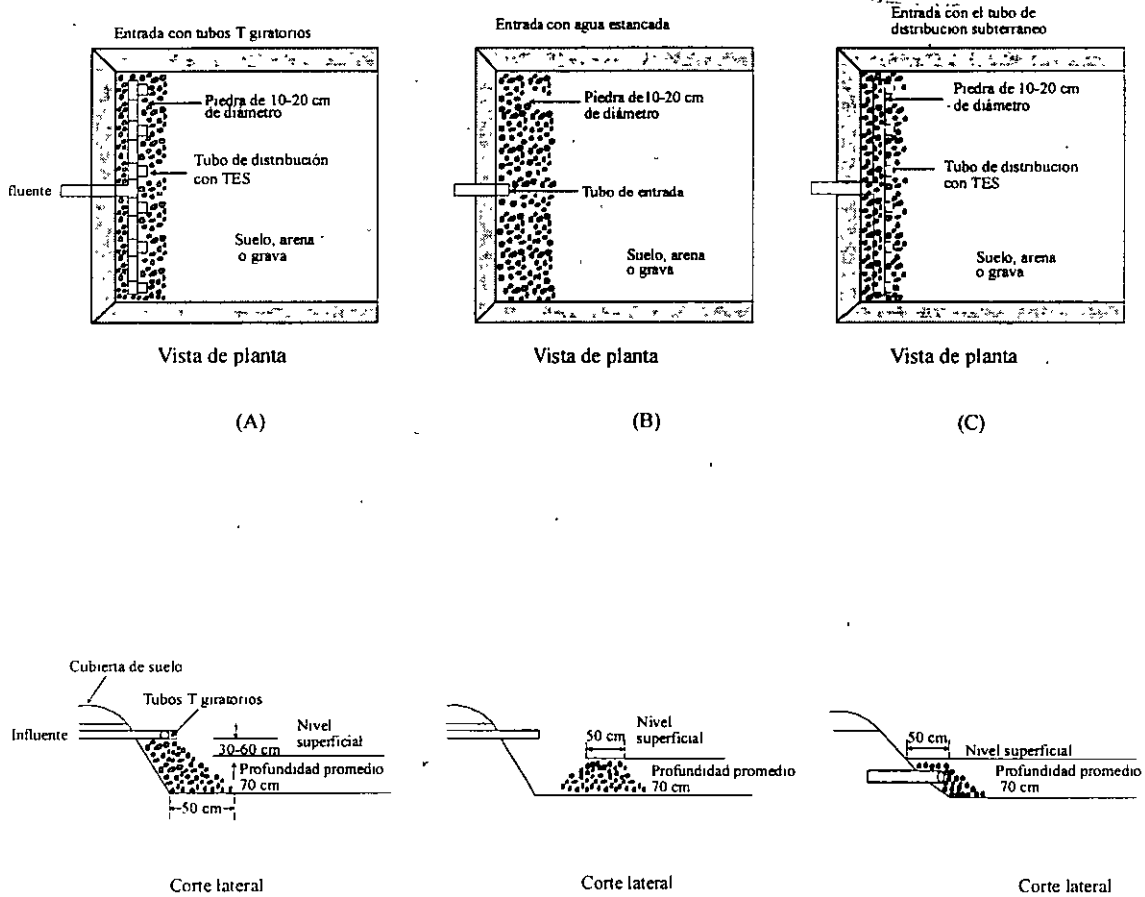 Entrada con tubos T giratorios
Piedra de 10-20 cm
de diámetro
Tubo de distribución
con TES
fluente
Suelo, arena
o grava
Vista de planta
(A)
Entrada con agua estancada
Piedra de 10-20 cm
de diámetro
Tubo de entrada
Suelo, arena
o grava
Vista de planta
(B)
Entrada con el tubo de
distribucion subterraneo
Piedra de 10-20 cm
de diámetro
Tubo de distribucion
con TES
Suelo, arena
o grava
Vista de planta
(C)
Cubierta de suelo
Tubos T giratorios
Influente
Nivel
superficial
30-60 cm
Profundidad promedio
70 cm
50 cm
Corte lateral
50 cm
Nivel
superficial
Profundidad promedio
70 cm
Corte lateral
50 cm
Nivel superficial
Profundidad promedio
70 cm
Corte lateral